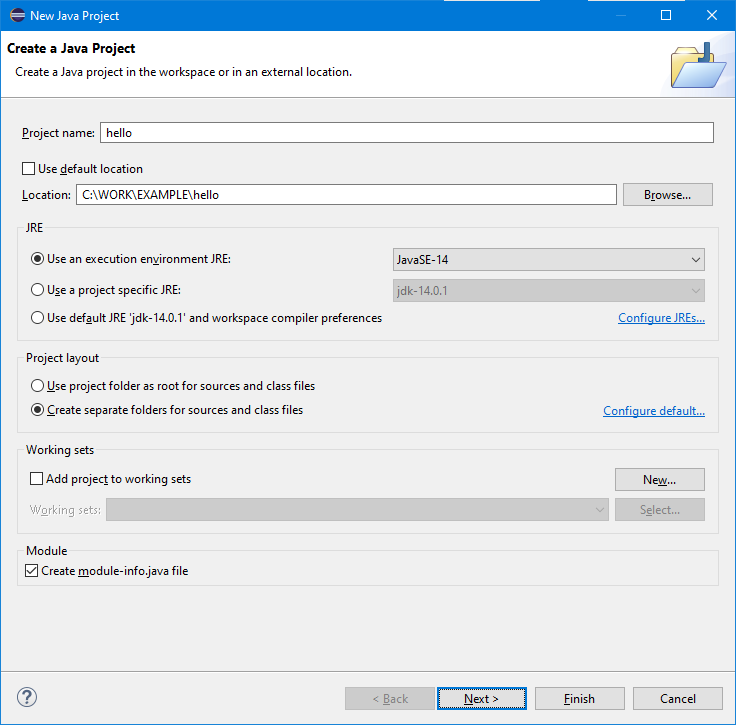 New Java Project
Create a Java Project
Create a Java project in the workspace or in an external location.
Project name: hello
Use default location
Location: C:\WORK\EXAMPLE\hello Browse...
JRE
Use an execution environment JRE: JavaSE-14
Use a project specific JRE: jdk-14.0.1
Use default JRE 'jdk-14.0.1' and workspace compiler preferences Configure JREs...
Project layout
Use project folder as root for sources and class files
Create separate folders for sources and class files Configure default...
Working sets
Add project to working sets New...
Working sets: Select...
Module
Create module-info.java file
? < Back Next > Finish Cancel